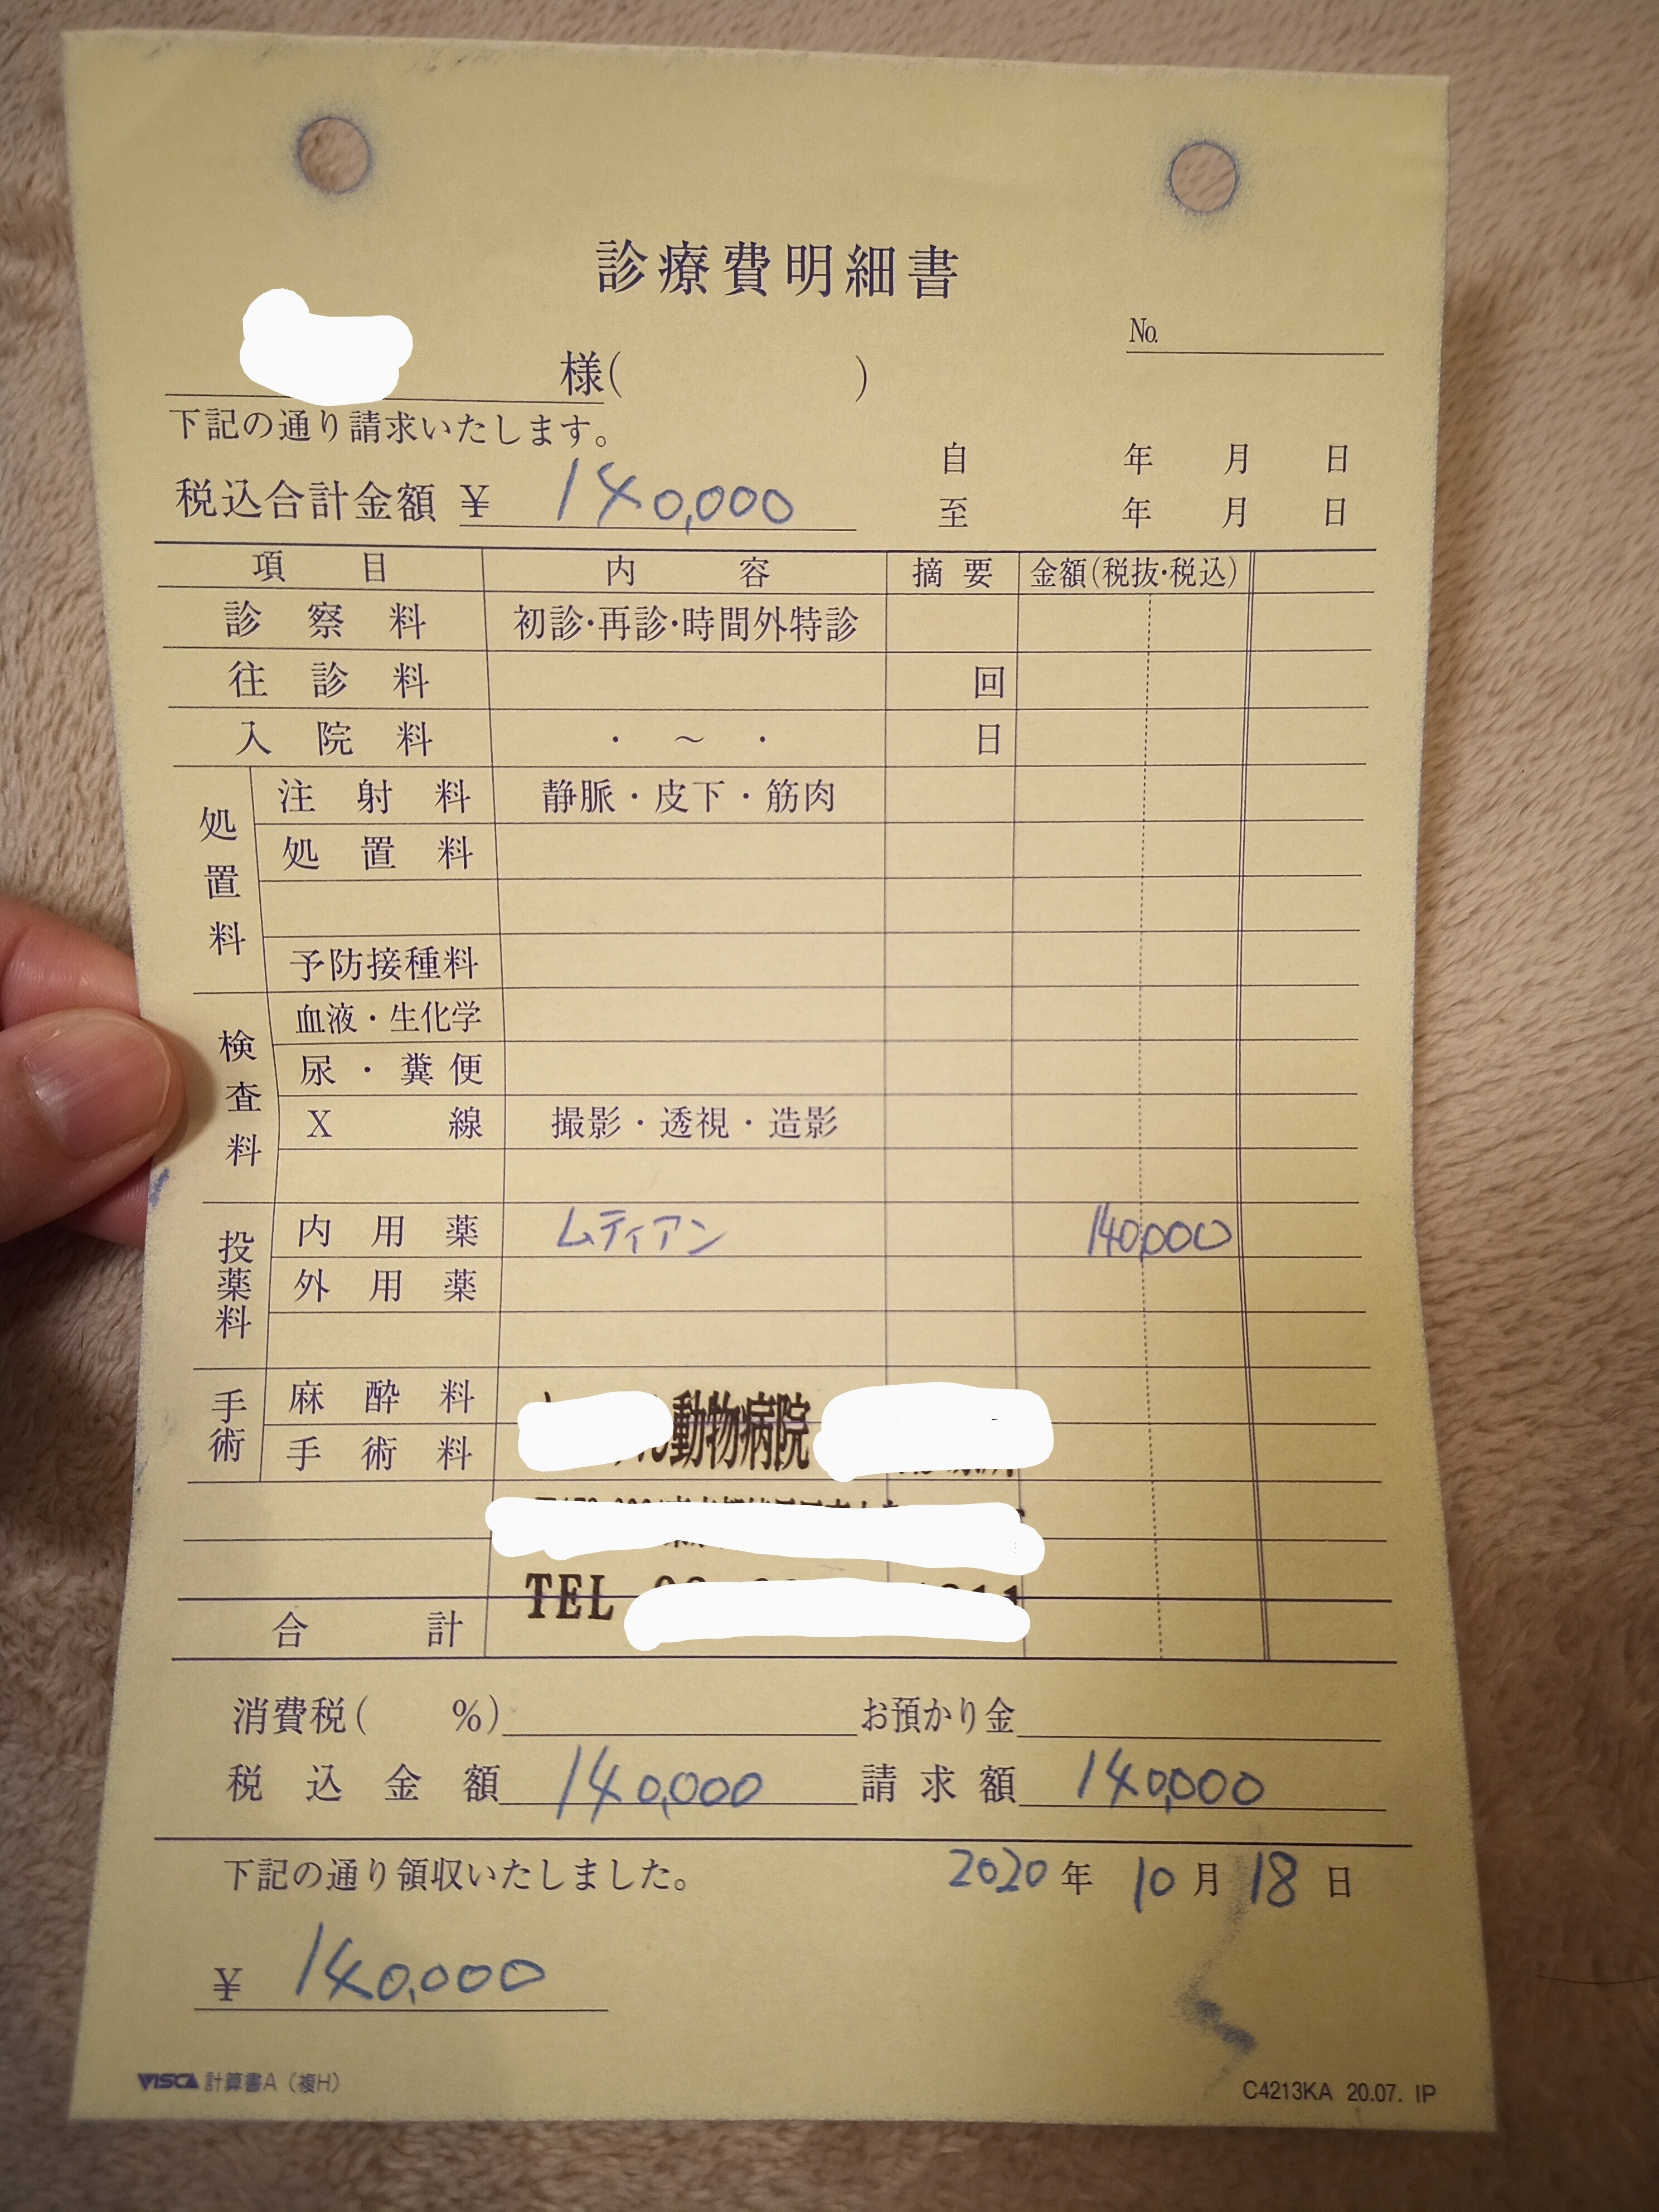 診療費明細書
No.
様( )
下記の通り請求いたします。
自 年 月 日
税込合計金額 ¥ 140,000
至 年 月 日
項目 内容 摘要 金額(税抜・税込)
診察料 初診・再診・時間外特診
往診料 回
入院料 ・ ～ ・ 日
処置料
注射料 静脈・皮下・筋肉
処置料
予防接種料
検査料
血液・生化学
尿・糞便
X線 撮影・透視・造影
投薬料
内用薬 ムティアン 140,000
外用薬
手術
麻酔料
手術料
動物病院
TEL
合計
消費税( %) お預かり金
税込金額 140,000 請求額 140,000
下記の通り領収いたしました。 2020年 10月 18日
¥ 140,000
VISCA 計算書A（複H）
C4213KA 20.07. IP